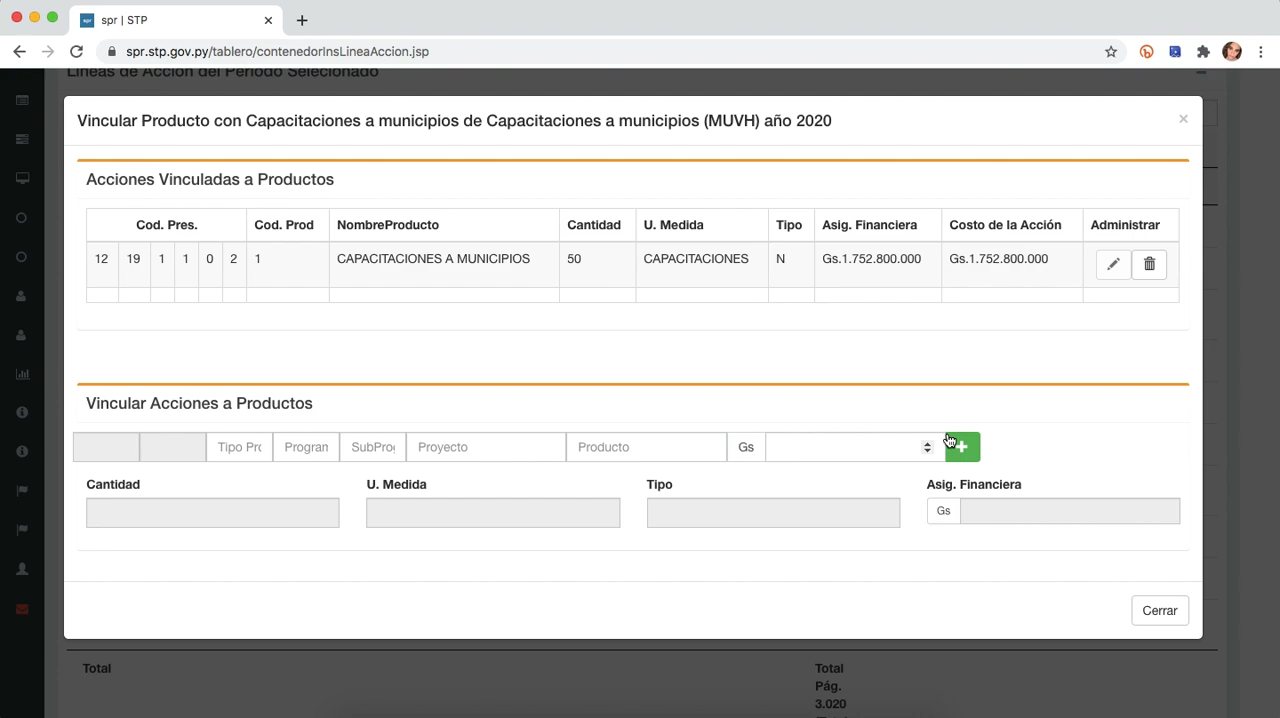 spr | STP
spr.stp.gov.py/tablero/contenedorInsLineaAccion.jsp
Líneas de Acción del Periodo Selecionado
Vincular Producto con Capacitaciones a municipios de Capacitaciones a municipios (MUVH) año 2020
×
Acciones Vinculadas a Productos
Cod. Pres. Cod. Prod NombreProducto Cantidad U. Medida Tipo Asig. Financiera Costo de la Acción Administrar
12 19 1 1 0 2 1 CAPACITACIONES A MUNICIPIOS 50 CAPACITACIONES N Gs.1.752.800.000 Gs.1.752.800.000
Vincular Acciones a Productos
Tipo Pro Program SubProg Proyecto Producto Gs +
Cantidad U. Medida Tipo Asig. Financiera
Gs
Cerrar
Total Total
Pág.
3.020